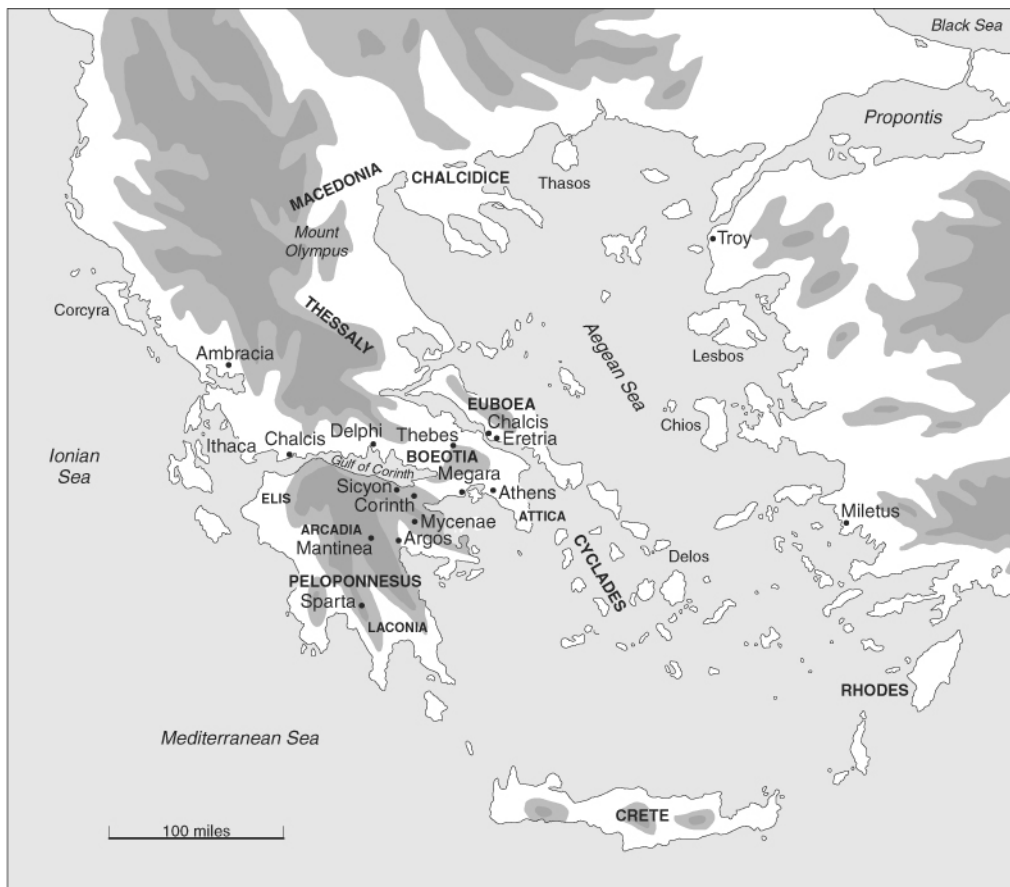 Black Sea
Propontis
MACEDONIA
CHALCIDICE
Thasos
Mount
Olympus
Troy
Corcyra
THESSALY
Aegean Sea
Lesbos
Ambracia
EUBOEA
Chalcis
Eretria
Chios
Ithaca
Chalcis
Delphi
Thebes
BOEOTIA
Ionian
Sea
Gulf of Corinth
Megara
Sicyon
Corinth
Athens
ELIS
ATTICA
Miletus
Mycenae
ARCADIA
Mantinea
Argos
CYCLADES
Delos
PELOPONNESUS
Sparta
LACONIA
RHODES
Mediterranean Sea
CRETE
100 miles